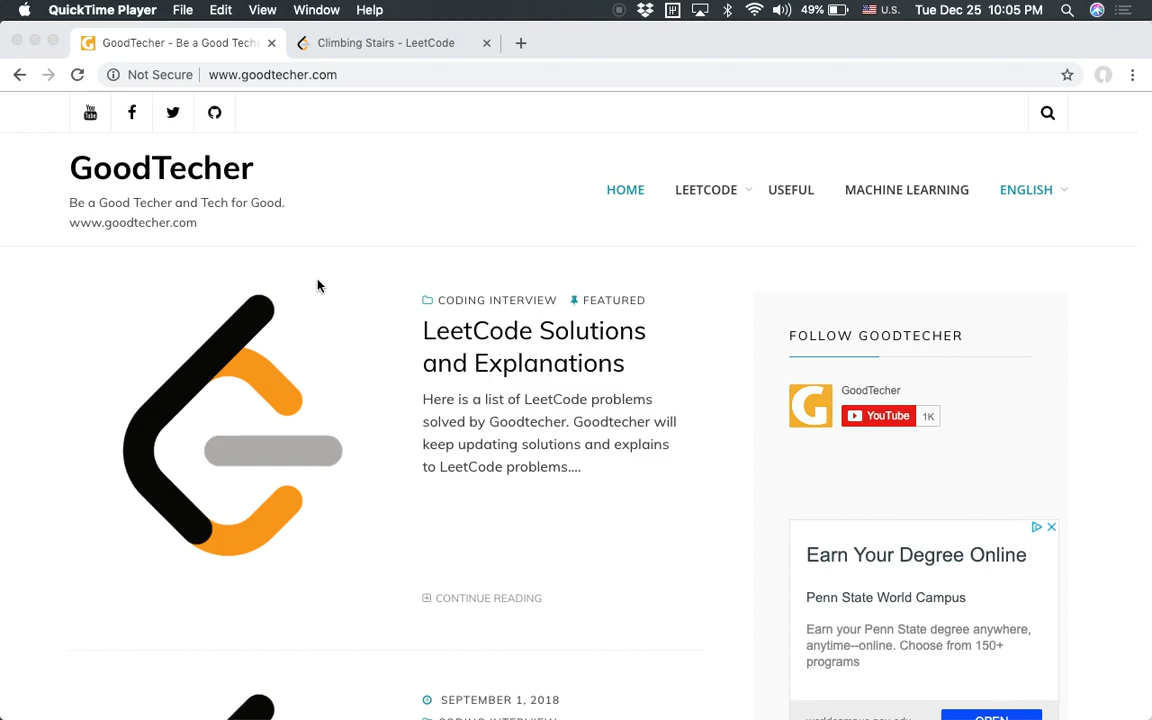 QuickTime Player File Edit View Window Help 49% U.S. Tue Dec 25 10:05 PM
GoodTecher - Be a Good Teche Climbing Stairs - LeetCode
Not Secure www.goodtecher.com
You Tube
GoodTecher
Be a Good Techer and Tech for Good.
www.goodtecher.com
HOME LEETCODE USEFUL MACHINE LEARNING ENGLISH
CODING INTERVIEW FEATURED
LeetCode Solutions
and Explanations
Here is a list of LeetCode problems
solved by Goodtecher. Goodtecher will
keep updating solutions and explains
to LeetCode problems....
CONTINUE READING
SEPTEMBER 1, 2018
CODING INTERVIEW
FOLLOW GOODTECHER
GoodTecher
YouTube 1K
Earn Your Degree Online
Penn State World Campus
Earn your Penn State degree anywhere,
anytime--online. Choose from 150+
programs
OPEN